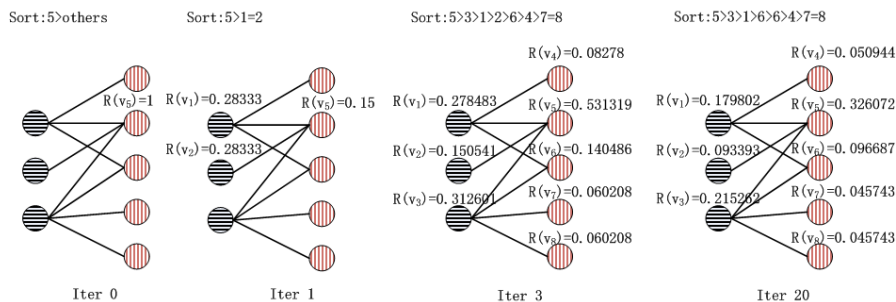 Sort:5>others
Sort:5>1=2
Sort:5>3>1>2>6>4>7=8
Sort:5>3>1>6>6>4>7=8
R(v5)=1
Iter 0
R(v1)=0.28333
R(v5)=0.15
R(v2)=0.28333
Iter 1
R(v4)=0.08278
R(v1)=0.278483
R(v5)=0.531319
R(v2)=0.150541
R(v6)=0.140486
R(v3)=0.312601
R(v7)=0.060208
R(v8)=0.060208
Iter 3
R(v4)=0.050944
R(v1)=0.179802
R(v5)=0.326072
R(v2)=0.093393
R(v6)=0.096687
R(v3)=0.215262
R(v7)=0.045743
R(v8)=0.045743
Iter 20